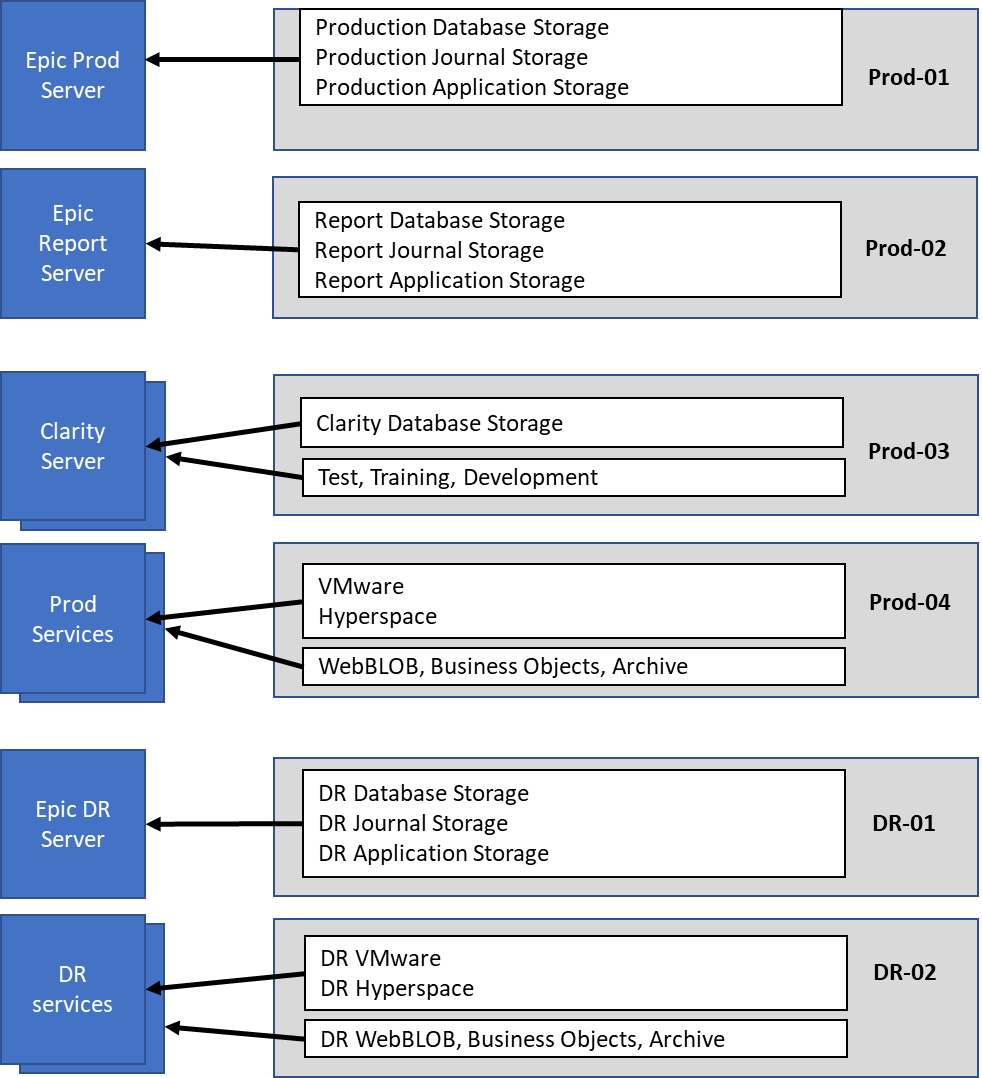 Epic Prod
Server
Production Database Storage
Production Journal Storage
Production Application Storage
Prod-01
Epic
Report
Server
Report Database Storage
Report Journal Storage
Report Application Storage
Prod-02
Clarity
Server
Clarity Database Storage
Test, Training, Development
Prod-03
Prod
Services
VMware
Hyperspace
WebBLOB, Business Objects, Archive
Prod-04
Epic DR
Server
DR Database Storage
DR Journal Storage
DR Application Storage
DR-01
DR
services
DR VMware
DR Hyperspace
DR WebBLOB, Business Objects, Archive
DR-02